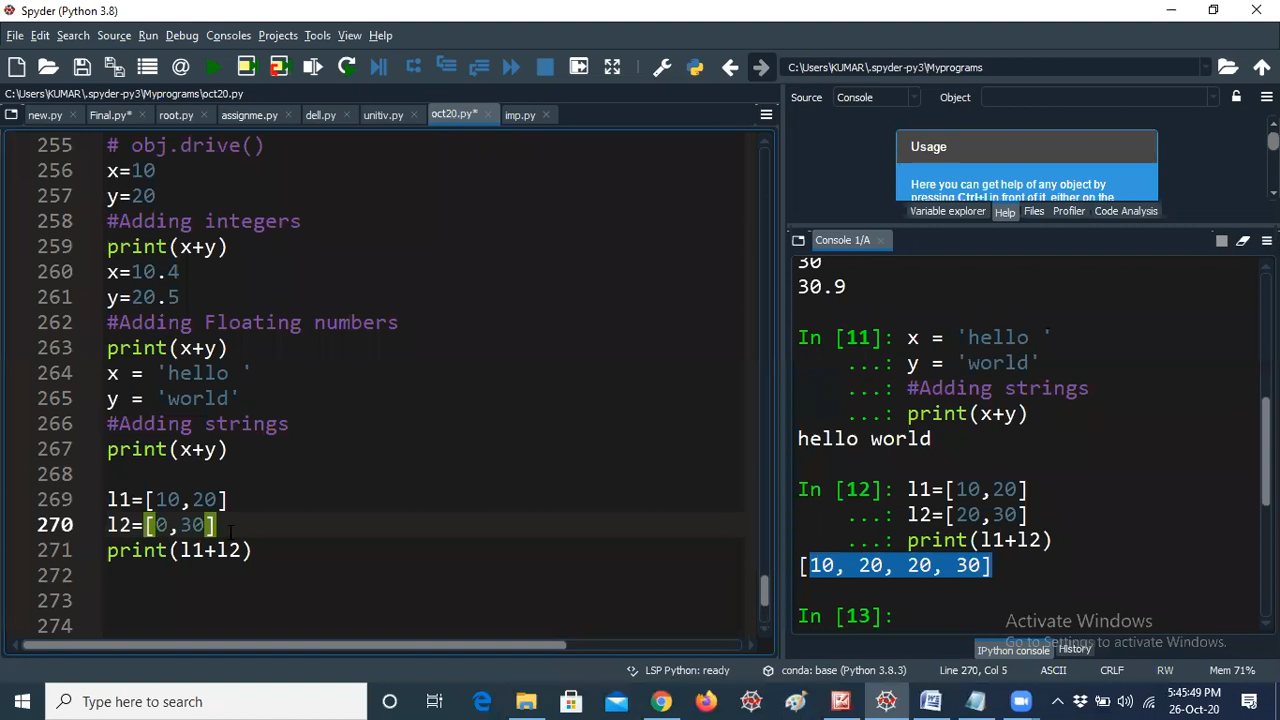 Spyder (Python 3.8)
File Edit Search Source Run Debug Consoles Projects Tools View Help
C:\Users\KUMAR\.spyder-py3\Myprograms
C:\Users\KUMAR\.spyder-py3\Myprograms\oct20.py
Source Console Object
new.py Final.py* root.py assignme.py dell.py unitiv.py oct20.py* imp.py
255 # obj.drive()
256 x=10
257 y=20
258 #Adding integers
259 print(x+y)
260 x=10.4
261 y=20.5
262 #Adding Floating numbers
263 print(x+y)
264 x = 'hello '
265 y = 'world'
266 #Adding strings
267 print(x+y)
268
269 l1=[10,20]
270 l2=[0,30]
271 print(l1+l2)
272
273
274
Usage
Here you can get help of any object by
pressing Ctrl+I in front of it, either on the
Variable explorer Help Files Profiler Code Analysis
Console 1/A
30
30.9
In [11]: x = 'hello '
...: y = 'world'
...: #Adding strings
...: print(x+y)
hello world
In [12]: l1=[10,20]
...: l2=[20,30]
...: print(l1+l2)
[10, 20, 20, 30]
In [13]:
Activate Windows
Go to Settings to activate Windows.
IPython console History
LSP Python: ready conda: base (Python 3.8.3) Line 270, Col 5 ASCII CRLF RW Mem 71%
Type here to search
5:45:49 PM
26-Oct-20